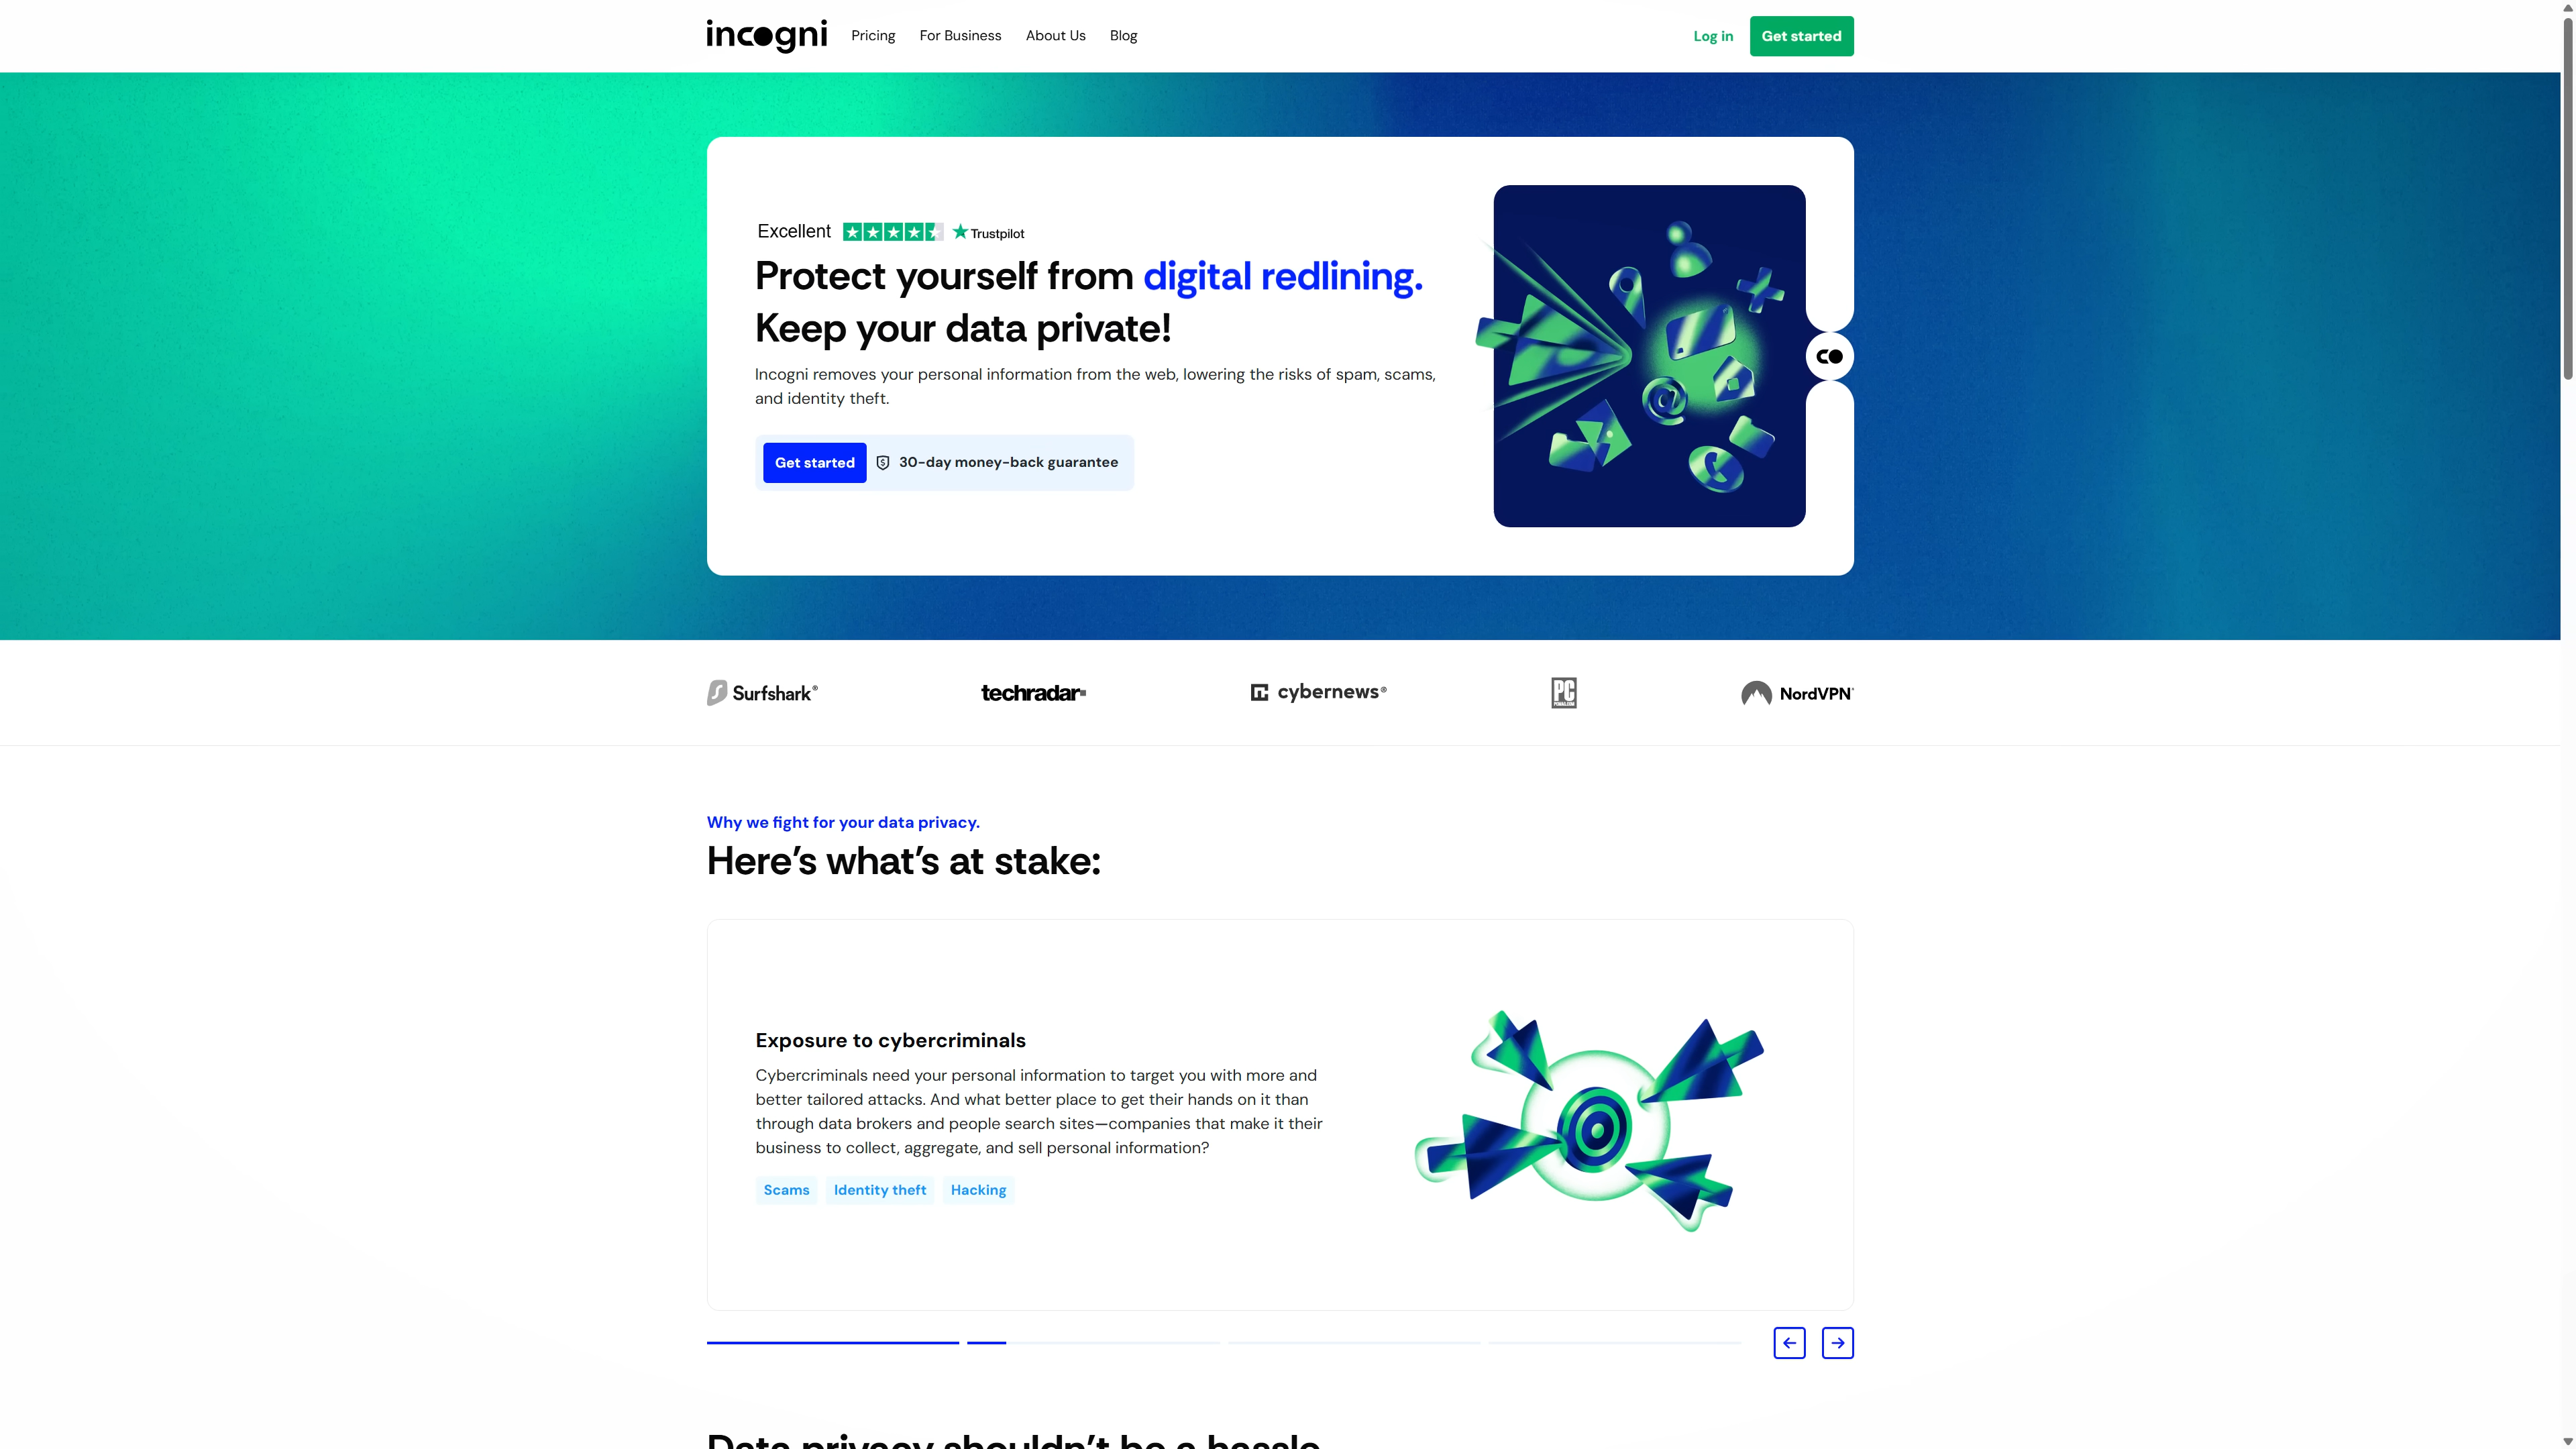 incogni
Pricing
For Business
About Us
Blog
Log in
Get started
Excellent
Trustpilot
Protect yourself from digital redlining.
Keep your data private!
Incogni removes your personal information from the web, lowering the risks of spam, scams,
and identity theft.
Get started
30-day money-back guarantee
Surfshark®
techradar
cybernews®
PC
PCMAG.COM
NordVPN®
Why we fight for your data privacy.
Here's what's at stake:
Exposure to cybercriminals
Cybercriminals need your personal information to target you with more and
better tailored attacks. And what better place to get their hands on it than
through data brokers and people search sites—companies that make it their
business to collect, aggregate, and sell personal information?
Scams
Identity theft
Hacking
Data privacy shouldn't be a hassle